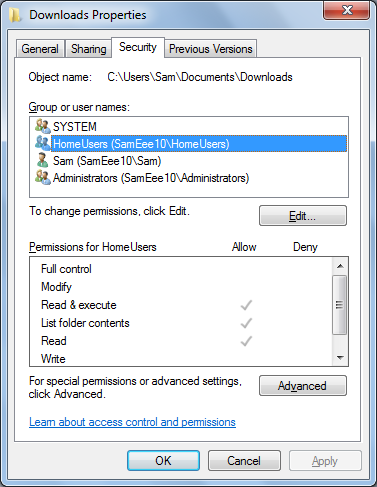 Downloads Properties
General Sharing Security Previous Versions
Object name: C:\Users\Sam\Documents\Downloads
Group or user names:
SYSTEM
HomeUsers (SamEee10\HomeUsers)
Sam (SamEee10\Sam)
Administrators (SamEee10\Administrators)
To change permissions, click Edit.
Edit...
Permissions for HomeUsers Allow Deny
Full control
Modify
Read & execute
List folder contents
Read
Write
For special permissions or advanced settings,
click Advanced.
Advanced
Learn about access control and permissions
OK Cancel Apply